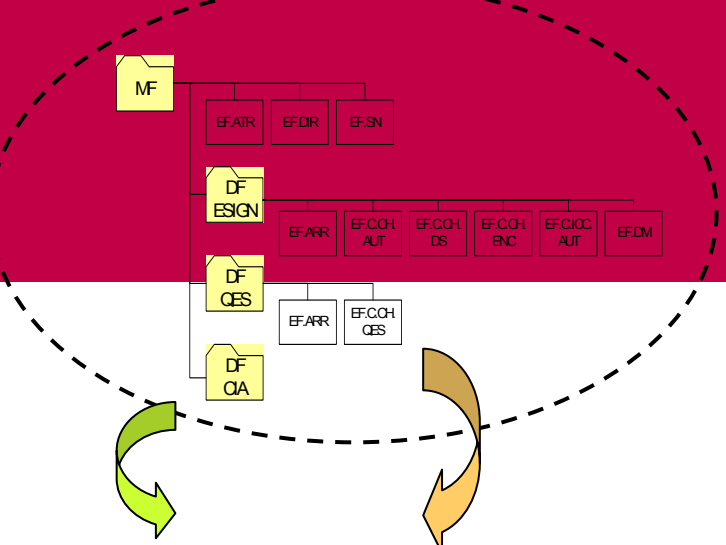 MF
EF.ATR
EF.DIR
EF.SN
DF
ESIGN
EF.ARR
EF.C.CH.
AUT
EF.C.CH.
DS
EF.C.CH.
ENC
EF.C.ICC.
AUT
EF.DM
DF
QES
EF.ARR
EF.C.CH.
QES
DF
CIA